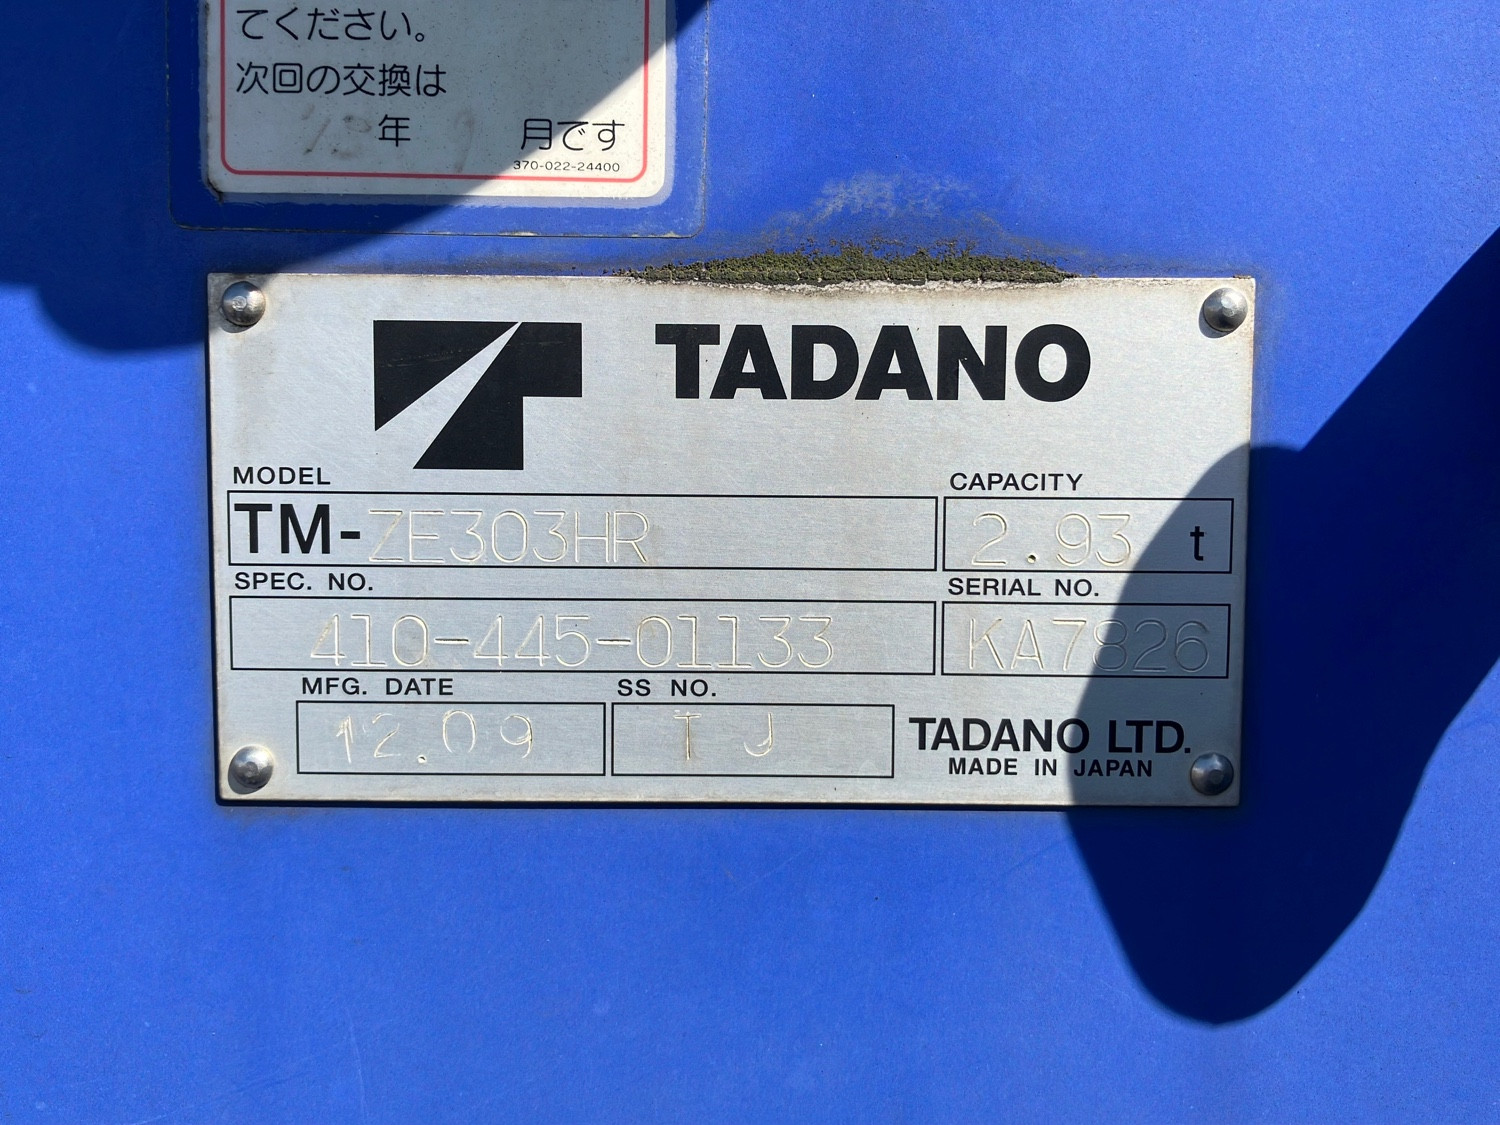 てください。
次回の交換は
年 月です
370-022-24400
TADANO
MODEL
TM-ZE303HR
CAPACITY
2.93 t
SPEC. NO.
410-445-01133
SERIAL NO.
KA7826
MFG. DATE
12.09
SS NO.
TJ
TADANO LTD.
MADE IN JAPAN